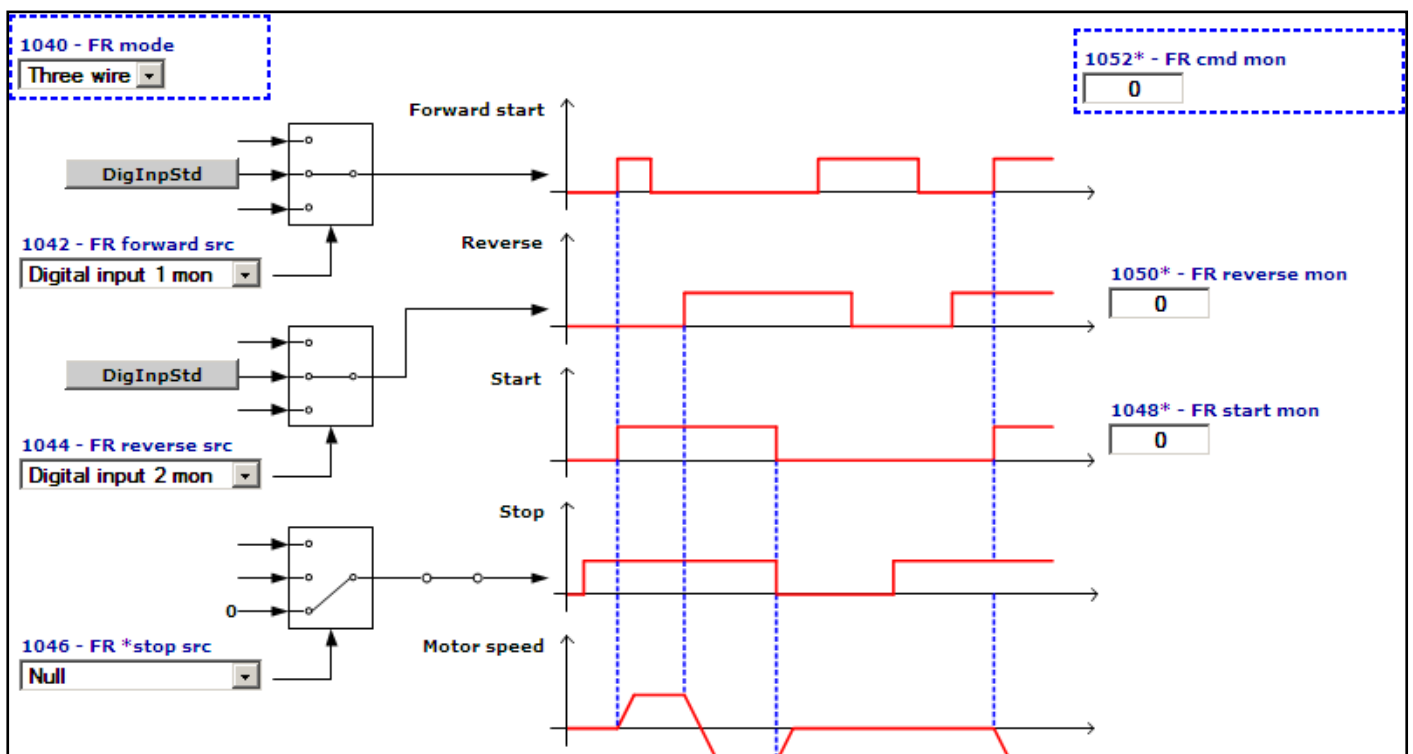 1040 - FR mode
Three wire
1052* - FR cmd mon
0
Forward start
DigInpStd
1042 - FR forward src
Digital input 1 mon
Reverse
1050* - FR reverse mon
0
DigInpStd
Start
1048* - FR start mon
0
1044 - FR reverse src
Digital input 2 mon
Stop
0
1046 - FR *stop src
Null
Motor speed